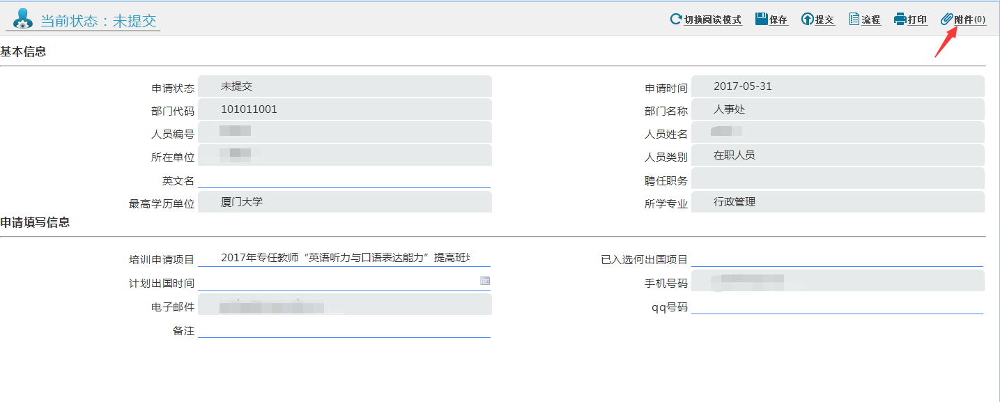 当前状态：未提交
切换阅读模式 保存 提交 流程 打印 附件(0)
基本信息
申请状态 未提交 申请时间 2017-05-31
部门代码 101011001 部门名称 人事处
人员编号 人员姓名
所在单位 人员类别 在职人员
英文名 聘任职务
最高学历单位 厦门大学 所学专业 行政管理
申请填写信息
培训申请项目 2017年专任教师“英语听力与口语表达能力”提高班 已入选何出国项目
计划出国时间 手机号码
电子邮件 qq号码
备注